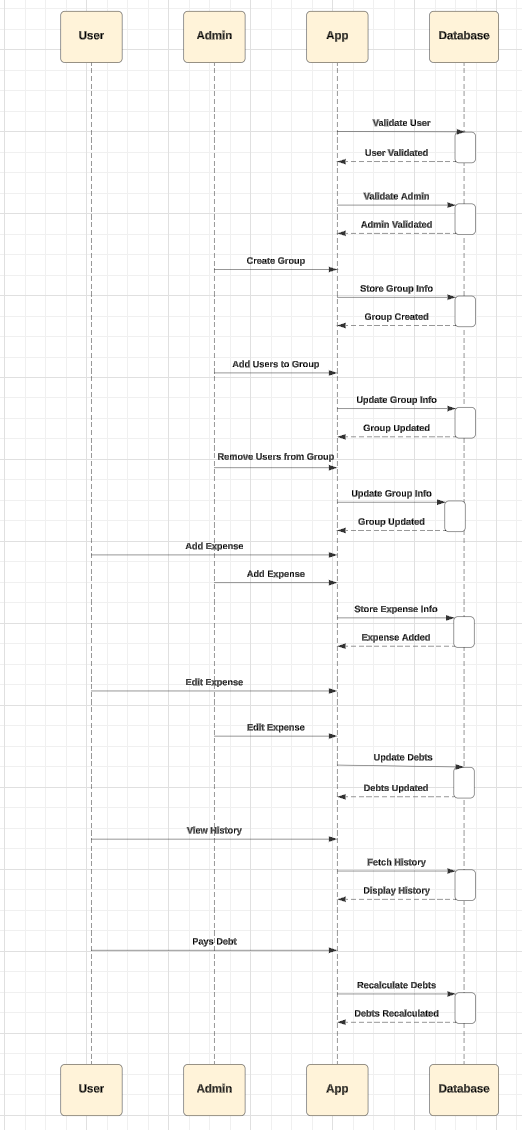 User
Admin
App
Database
Validate User
User Validated
Validate Admin
Admin Validated
Create Group
Store Group Info
Group Created
Add Users to Group
Update Group Info
Group Updated
Remove Users from Group
Update Group Info
Group Updated
Add Expense
Add Expense
Store Expense Info
Expense Added
Edit Expense
Edit Expense
Update Debts
Debts Updated
View History
Fetch History
Display History
Pays Debt
Recalculate Debts
Debts Recalculated
User
Admin
App
Database